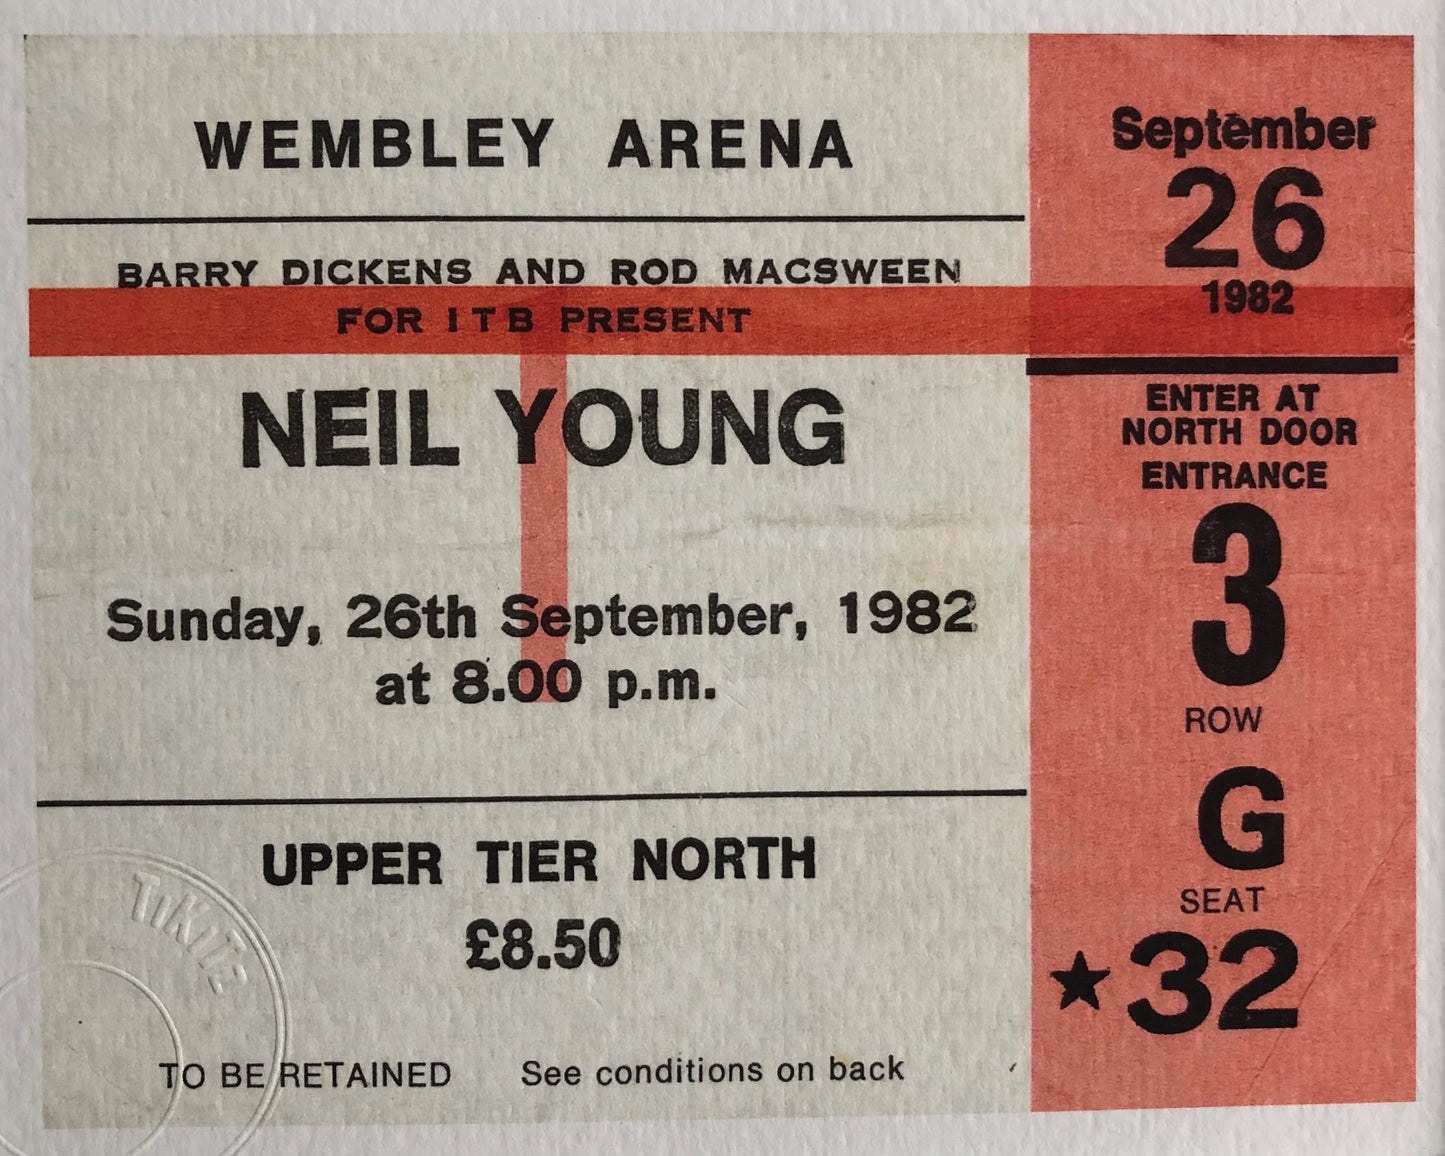 WEMBLEY ARENA
BARRY DICKENS AND ROD MACSWEEN
FOR ITB PRESENT
NEIL YOUNG
Sunday, 26th September, 1982
at 8.00 p.m.
UPPER TIER NORTH
£8.50
TO BE RETAINED See conditions on back
TiKiTE
September
26
1982
ENTER AT
NORTH DOOR
ENTRANCE
3
ROW
G
SEAT
★32